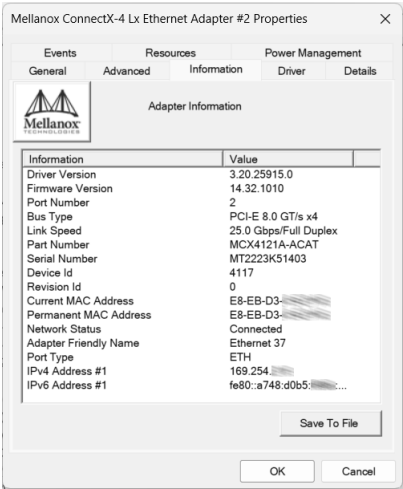 Mellanox ConnectX-4 Lx Ethernet Adapter #2 Properties
Events Resources Power Management
General Advanced Information Driver Details
Mellanox
TECHNOLOGIES
Adapter Information
Information Value
Driver Version 3.20.25915.0
Firmware Version 14.32.1010
Port Number 2
Bus Type PCI-E 8.0 GT/s x4
Link Speed 25.0 Gbps/Full Duplex
Part Number MCX4121A-ACAT
Serial Number MT2223K51403
Device Id 4117
Revision Id 0
Current MAC Address E8-EB-D3-
Permanent MAC Address E8-EB-D3-
Network Status Connected
Adapter Friendly Name Ethernet 37
Port Type ETH
IPv4 Address #1 169.254.
IPv6 Address #1 fe80::a748:d0b5: :...
Save To File
OK Cancel